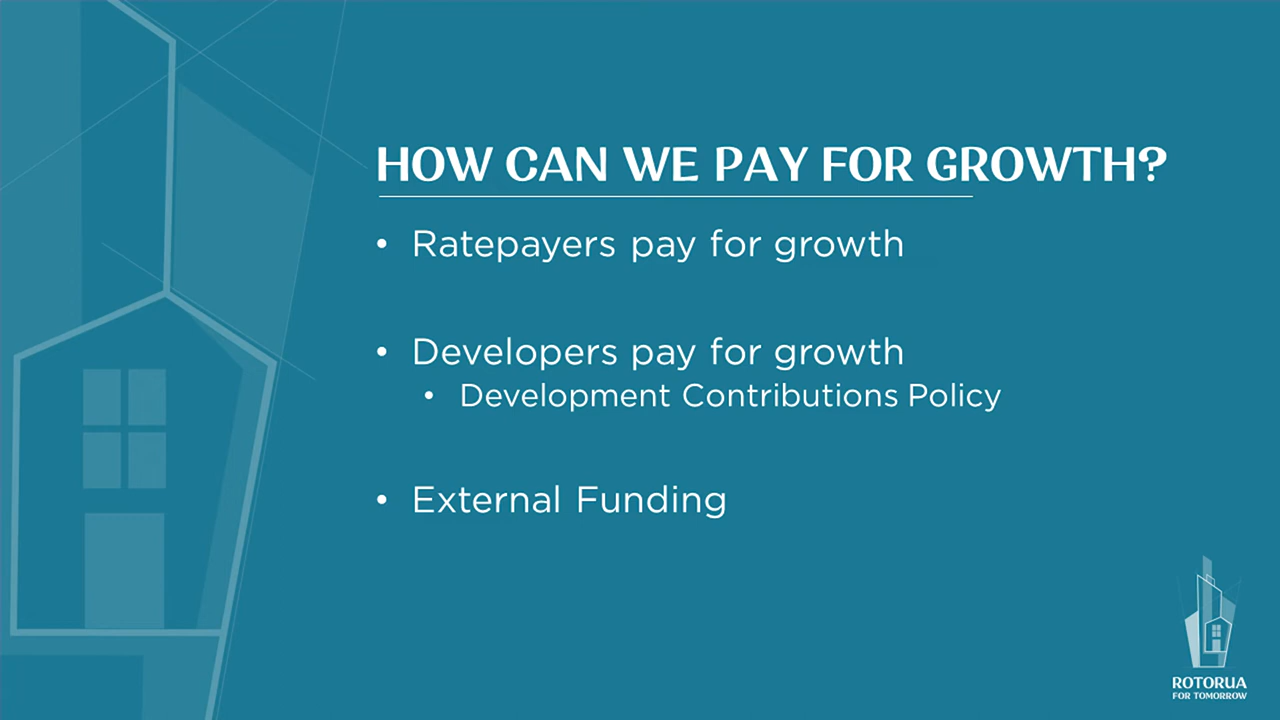 HOW CAN WE PAY FOR GROWTH?
• Ratepayers pay for growth
• Developers pay for growth
• Development Contributions Policy
• External Funding
ROTORUA
FOR TOMORROW